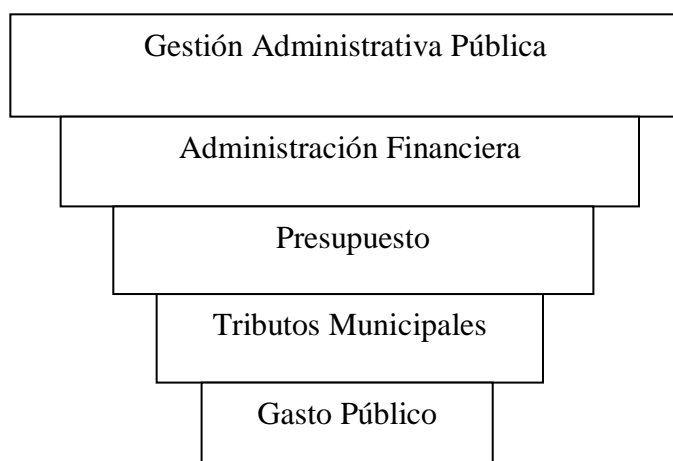 Gestión Administrativa Pública
Administración Financiera
Presupuesto
Tributos Municipales
Gasto Público